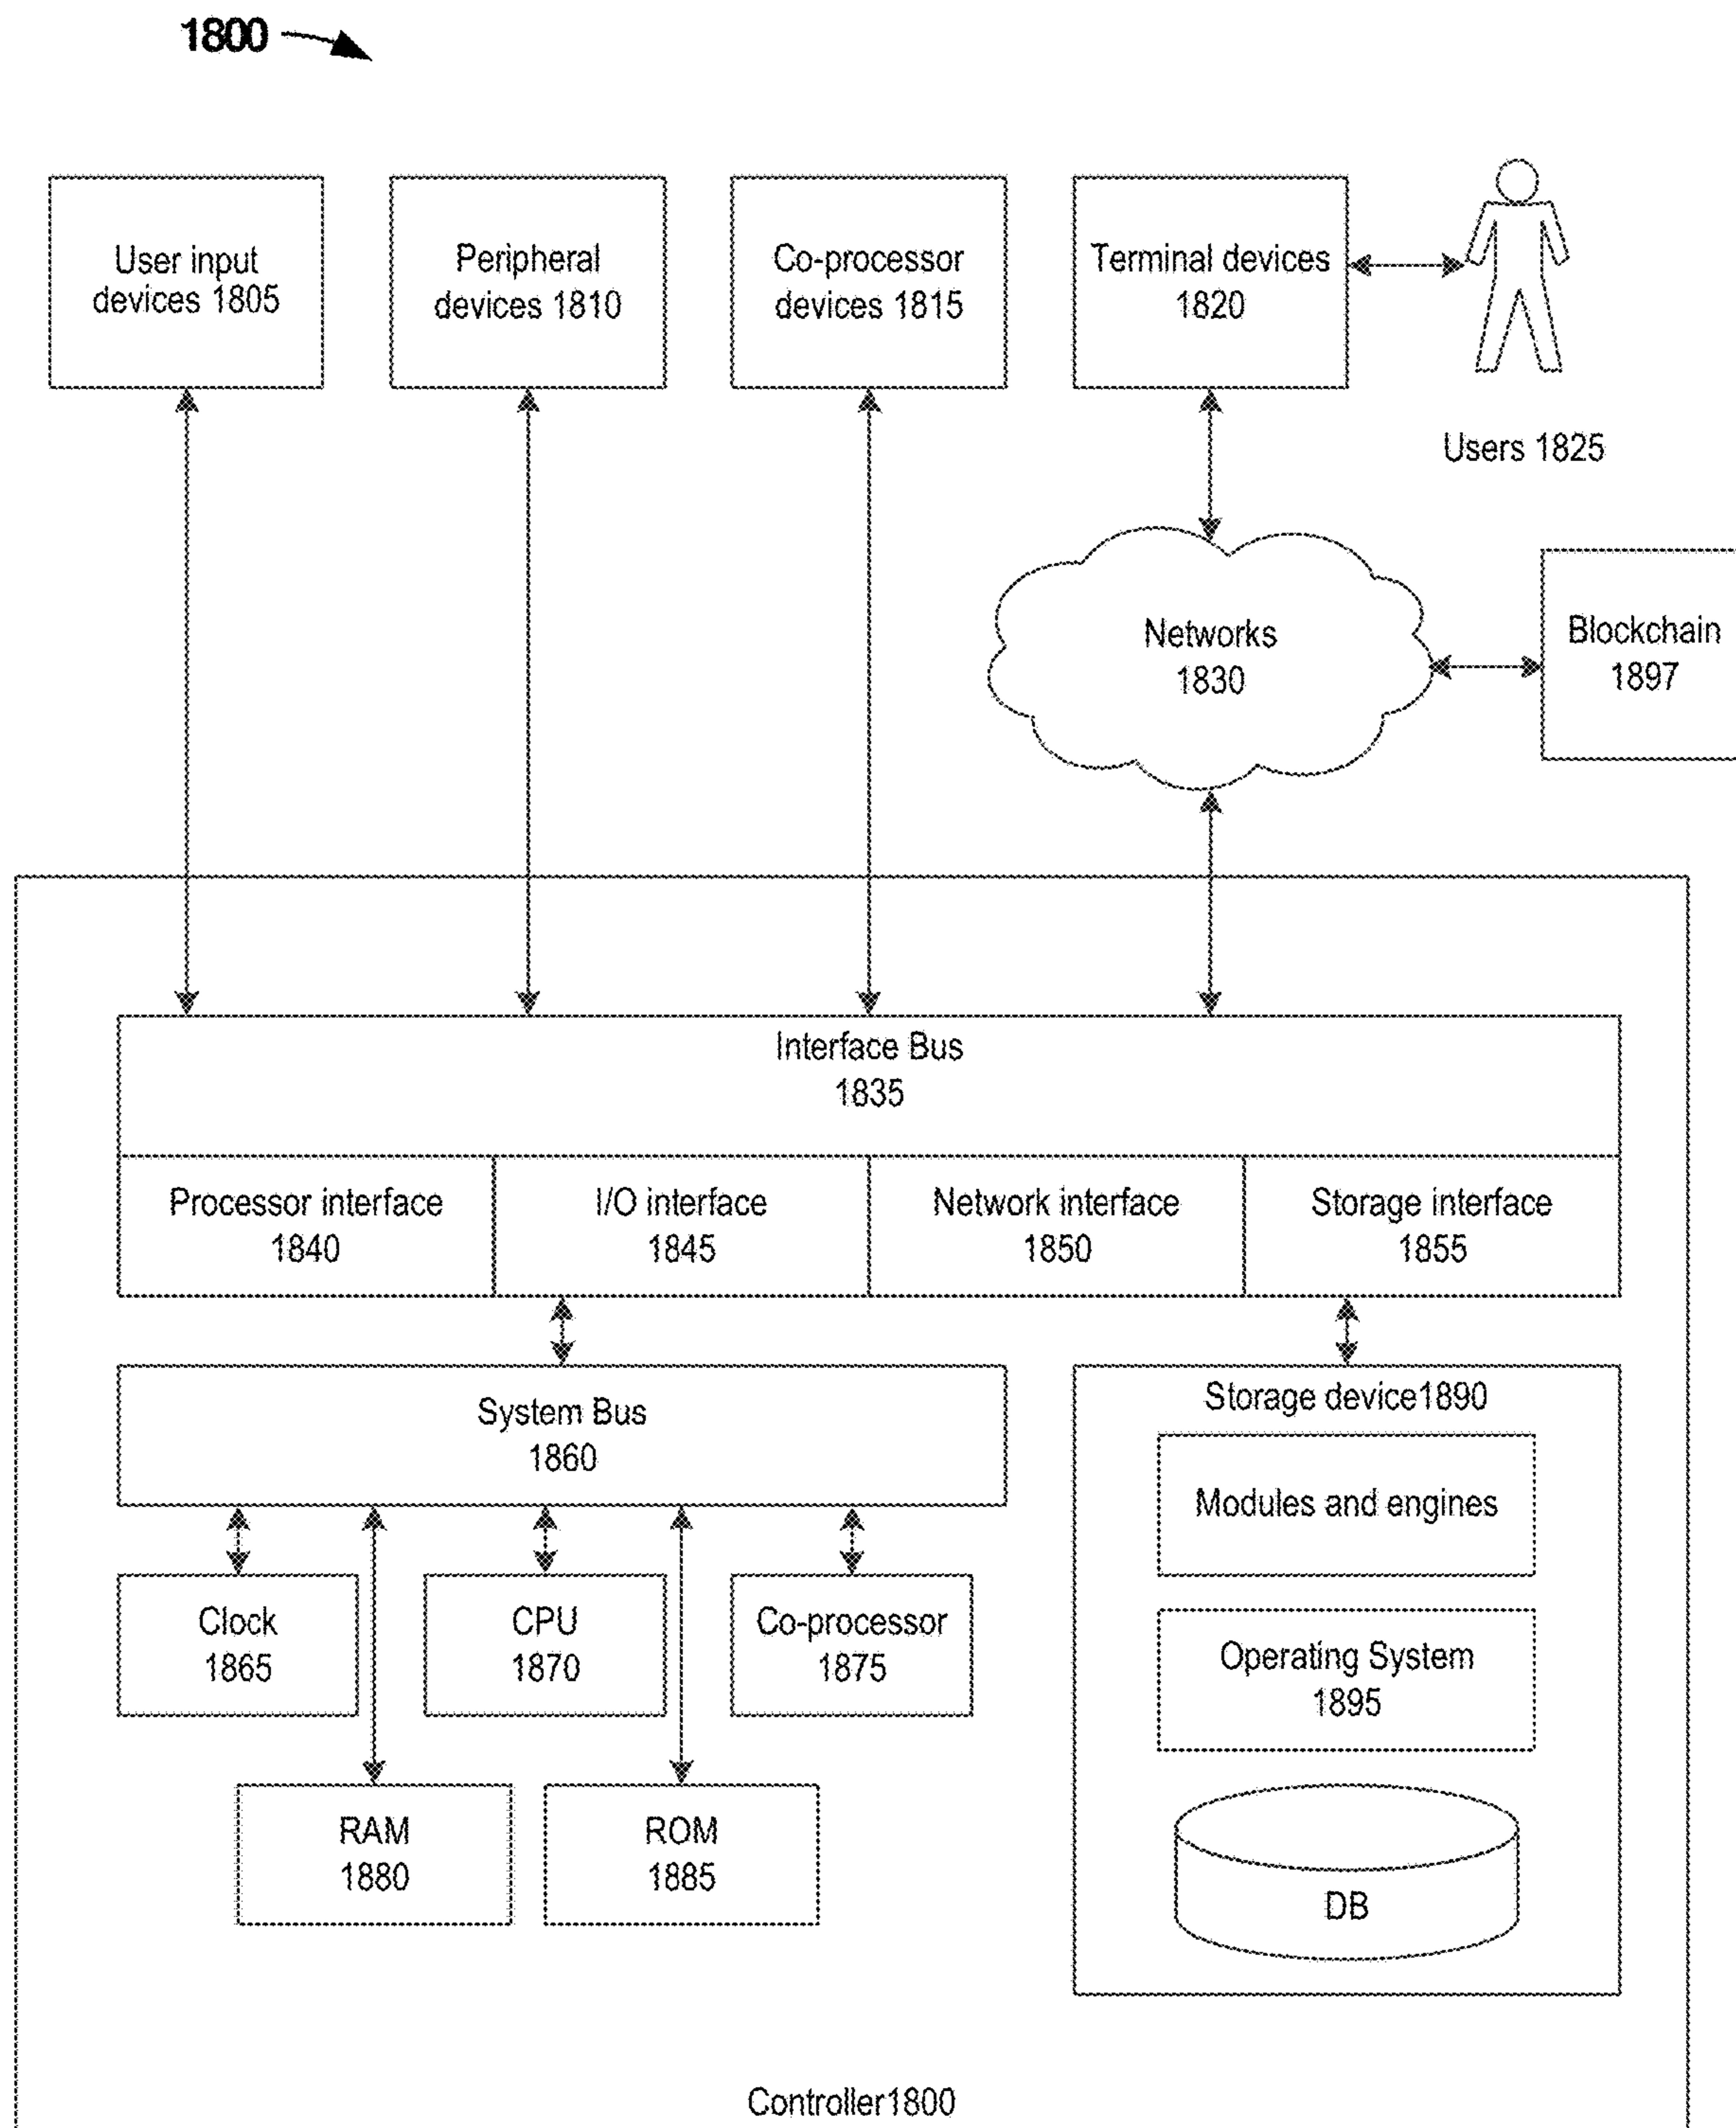 1800
User input
devices 1805
Peripheral
devices 1810
Co-processor
devices 1815
Terminal devices
1820
Users 1825
Networks
1830
Blockchain
1897
Interface Bus
1835
Processor interface
1840
I/O interface
1845
Network interface
1850
Storage interface
1855
System Bus
1860
Storage device1890
Modules and engines
Clock
1865
CPU
1870
Co-processor
1875
Operating System
1895
RAM
1880
ROM
1885
DB
Controller1800